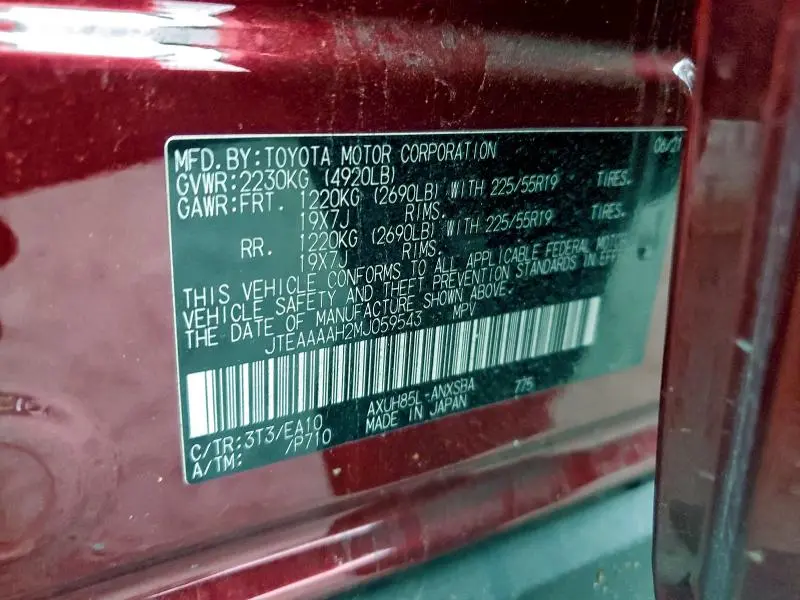 MFD. BY: TOYOTA MOTOR CORPORATION 06/21
GVWR: 2230KG (4920LB)
GAWR: FRT. 1220KG (2690LB) WITH 225/55R19 TIRES.
19X7J RIMS.
RR. 1220KG (2690LB) WITH 225/55R19 TIRES.
19X7J RIMS.
THIS VEHICLE CONFORMS TO ALL APPLICABLE FEDERAL MOTOR
VEHICLE SAFETY AND THEFT PREVENTION STANDARDS IN EFFECT
THE DATE OF MANUFACTURE SHOWN ABOVE.
JTEAAAAH2MJ059543 MPV
C/TR: 3T3/EA10 AXUH85L-ANXSBA 775
A/TM: /P710 MADE IN JAPAN